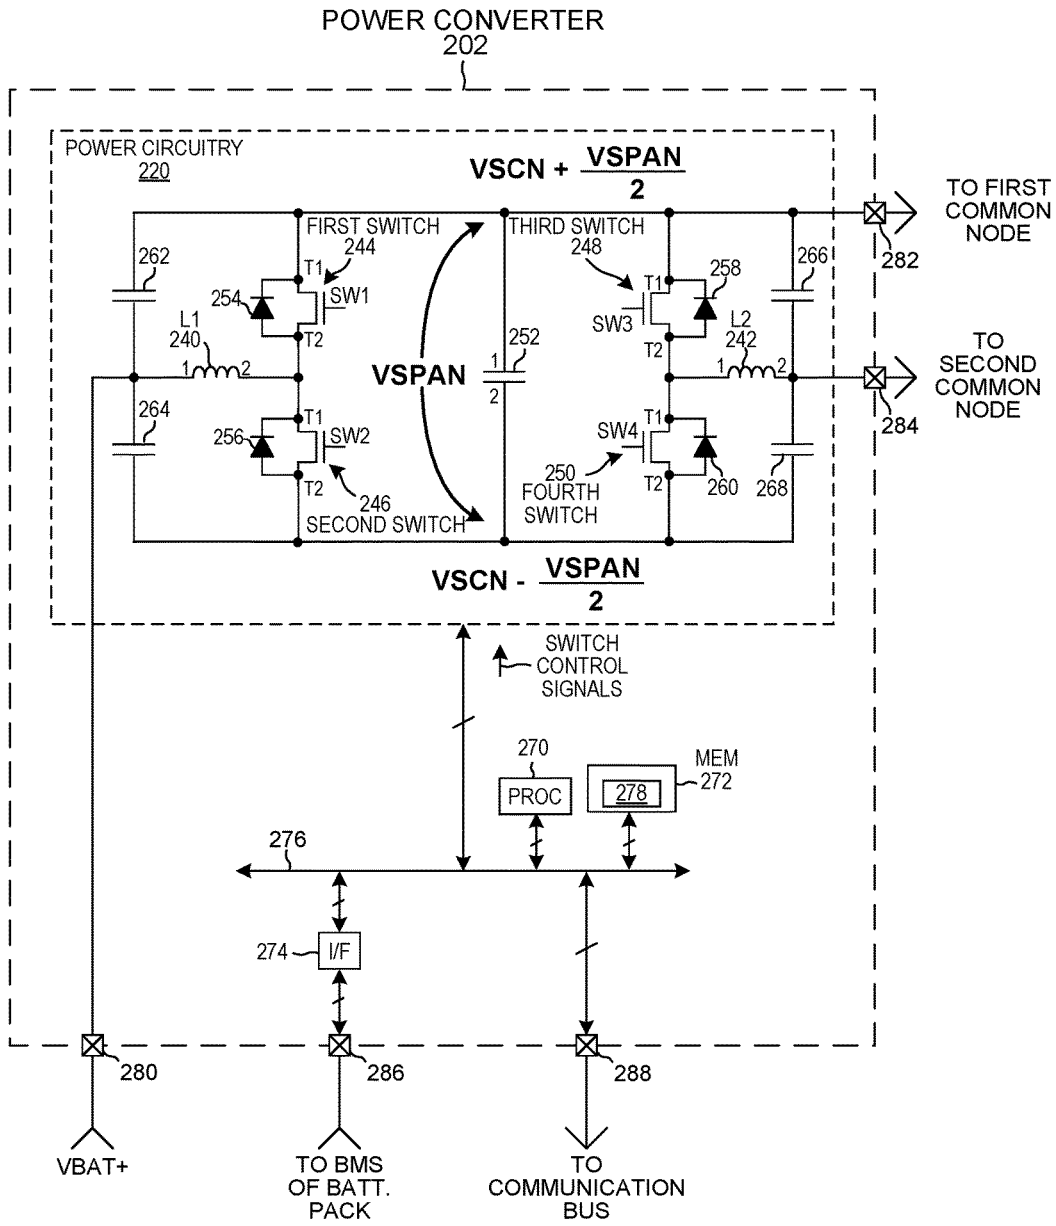 POWER CONVERTER
202
POWER CIRCUITRY
220
VSCN + VSPAN
2
TO FIRST
COMMON
NODE
282
FIRST SWITCH
244
THIRD SWITCH
248
262
T1
254
SW1
T2
L1
240
1 2
VSPAN
252
1
2
T1
258
SW3
T2
266
L2
242
1 2
TO
SECOND
COMMON
NODE
284
264
T1
256
SW2
T2
246
SECOND SWITCH
T1
SW4
T2
250
FOURTH
SWITCH
260
268
VSCN - VSPAN
2
SWITCH
CONTROL
SIGNALS
270
PROC
MEM
272
278
276
274
I/F
280
286
288
VBAT+
TO BMS
OF BATT.
PACK
TO
COMMUNICATION
BUS